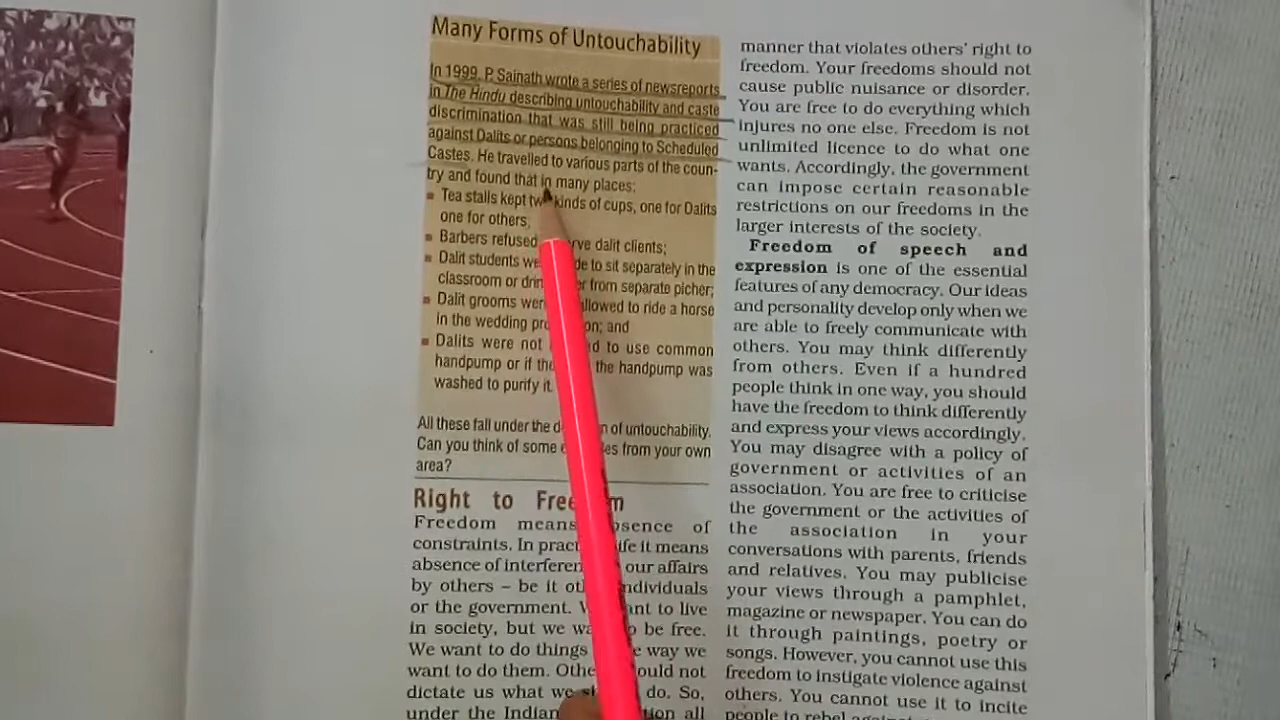 Many Forms of Untouchability
In 1999, P. Sainath wrote a series of newsreports
in The Hindu describing untouchability and caste
discrimination that was still being practiced
against Dalits or persons belonging to Scheduled
Castes. He travelled to various parts of the coun-
try and found that in many places:
Tea stalls kept kinds of cups, one for Dalits
one for others;
Barbers refused dalit clients;
Dalit students to sit separately in the
classroom or from separate picher;
Dalit grooms allowed to ride a horse
in the wedding and
Dalits were not to use common
handpump or if the handpump was
washed to purify it.
All these fall under the of untouchability.
Can you think of some from your own
area?
Right to
Freedom means of
constraints. In it means
absence of our affairs
by others – be it individuals
or the government. to live
in society, but we be free.
We want to do things way we
want to do them. not
dictate us what we do. So,
under the Indian all
manner that violates others' right to
freedom. Your freedoms should not
cause public nuisance or disorder.
You are free to do everything which
injures no one else. Freedom is not
unlimited licence to do what one
wants. Accordingly, the government
can impose certain reasonable
restrictions on our freedoms in the
larger interests of the society.
Freedom of speech and
expression is one of the essential
features of any democracy. Our ideas
and personality develop only when we
are able to freely communicate with
others. You may think differently
from others. Even if a hundred
people think in one way, you should
have the freedom to think differently
and express your views accordingly.
You may disagree with a policy of
government or activities of an
association. You are free to criticise
the government or the activities of
the association in your
conversations with parents, friends
and relatives. You may publicise
your views through a pamphlet,
magazine or newspaper. You can do
it through paintings, poetry or
songs. However, you cannot use this
freedom to instigate violence against
others. You cannot use it to incite
people to rebel